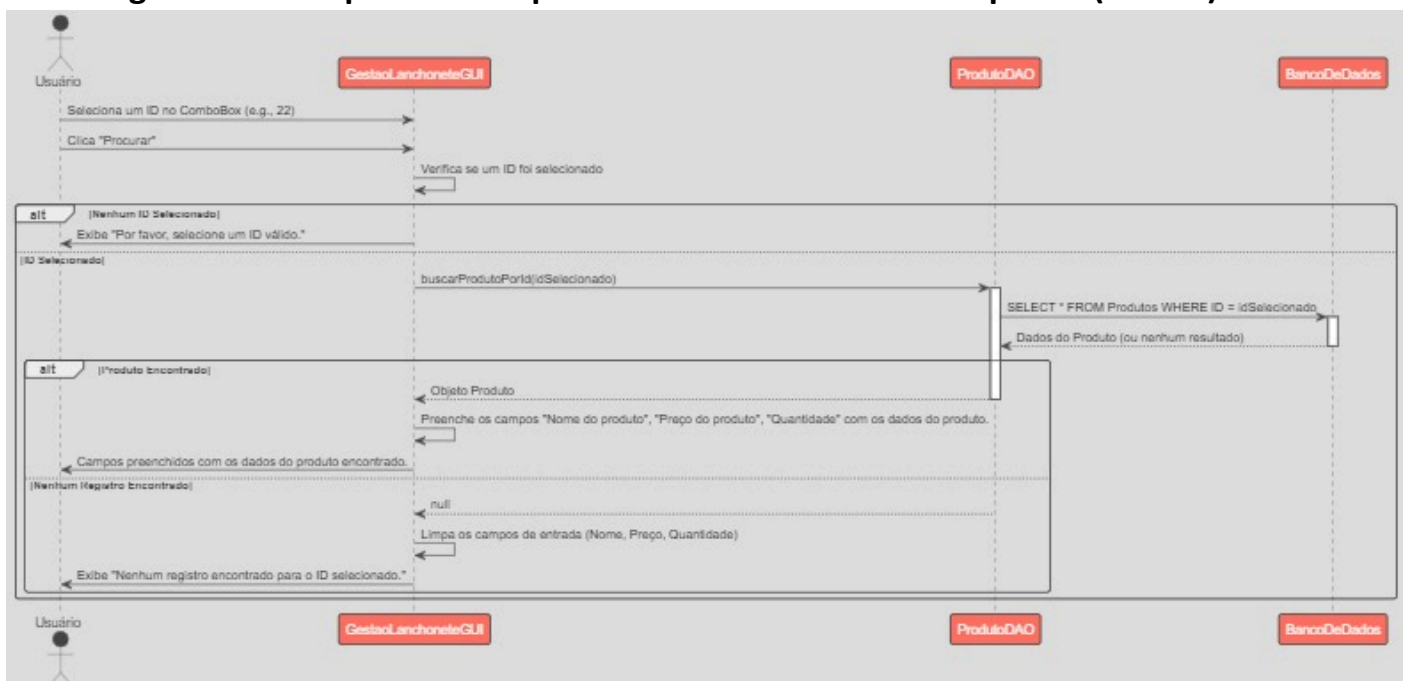 Usuário
GestaoLanchoneteGUI
ProdutoDAO
BancoDeDados
Seleciona um ID no ComboBox (e.g., 22)
Clica "Procurar"
Verifica se um ID foi selecionado
alt
[Nenhum ID Selecionado]
Exibe "Por favor, selecione um ID válido."
[ID Selecionado]
buscarProdutoPorId(idSelecionado)
SELECT * FROM Produtos WHERE ID = idSelecionado
Dados do Produto (ou nenhum resultado)
alt
[Produto Encontrado]
Objeto Produto
Preenche os campos "Nome do produto", "Preço do produto", "Quantidade" com os dados do produto.
Campos preenchidos com os dados do produto encontrado.
[Nenhum Registro Encontrado]
null
Limpa os campos de entrada (Nome, Preço, Quantidade)
Exibe "Nenhum registro encontrado para o ID selecionado."
Usuário
GestaoLanchoneteGUI
ProdutoDAO
BancoDeDados